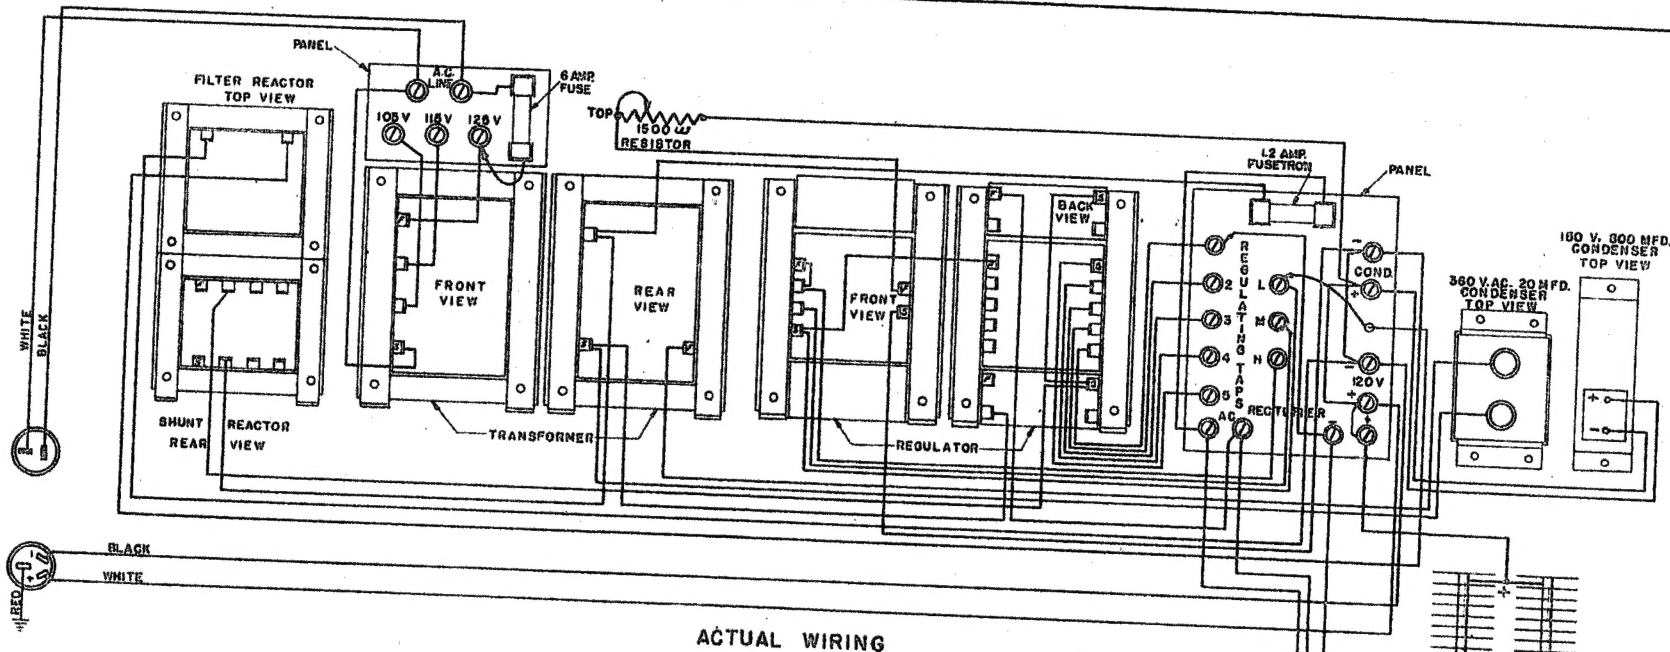 PANEL
FILTER REACTOR
TOP VIEW
A.C.
LINE
6 AMP.
FUSE
105 V
115 V
125 V
TOP
1500 ω
RESISTOR
1.2 AMP.
FUSETRON
PANEL
BACK
VIEW
FRONT
VIEW
REAR
VIEW
FRONT
VIEW
REGULATING TAPS
2
3
4
5
L
M
H
COND.
-
+
-
120 V
+
AC RECTIFIER
-
+
180 V. 800 MFD.
CONDENSER
TOP VIEW
360 V. AC. 20 MFD.
CONDENSER
TOP VIEW
+
-
WHITE
BLACK
SHUNT REACTOR
REAR VIEW
TRANSFORMER
REGULATOR
BLACK
WHITE
RED
-
+
+
ACTUAL WIRING